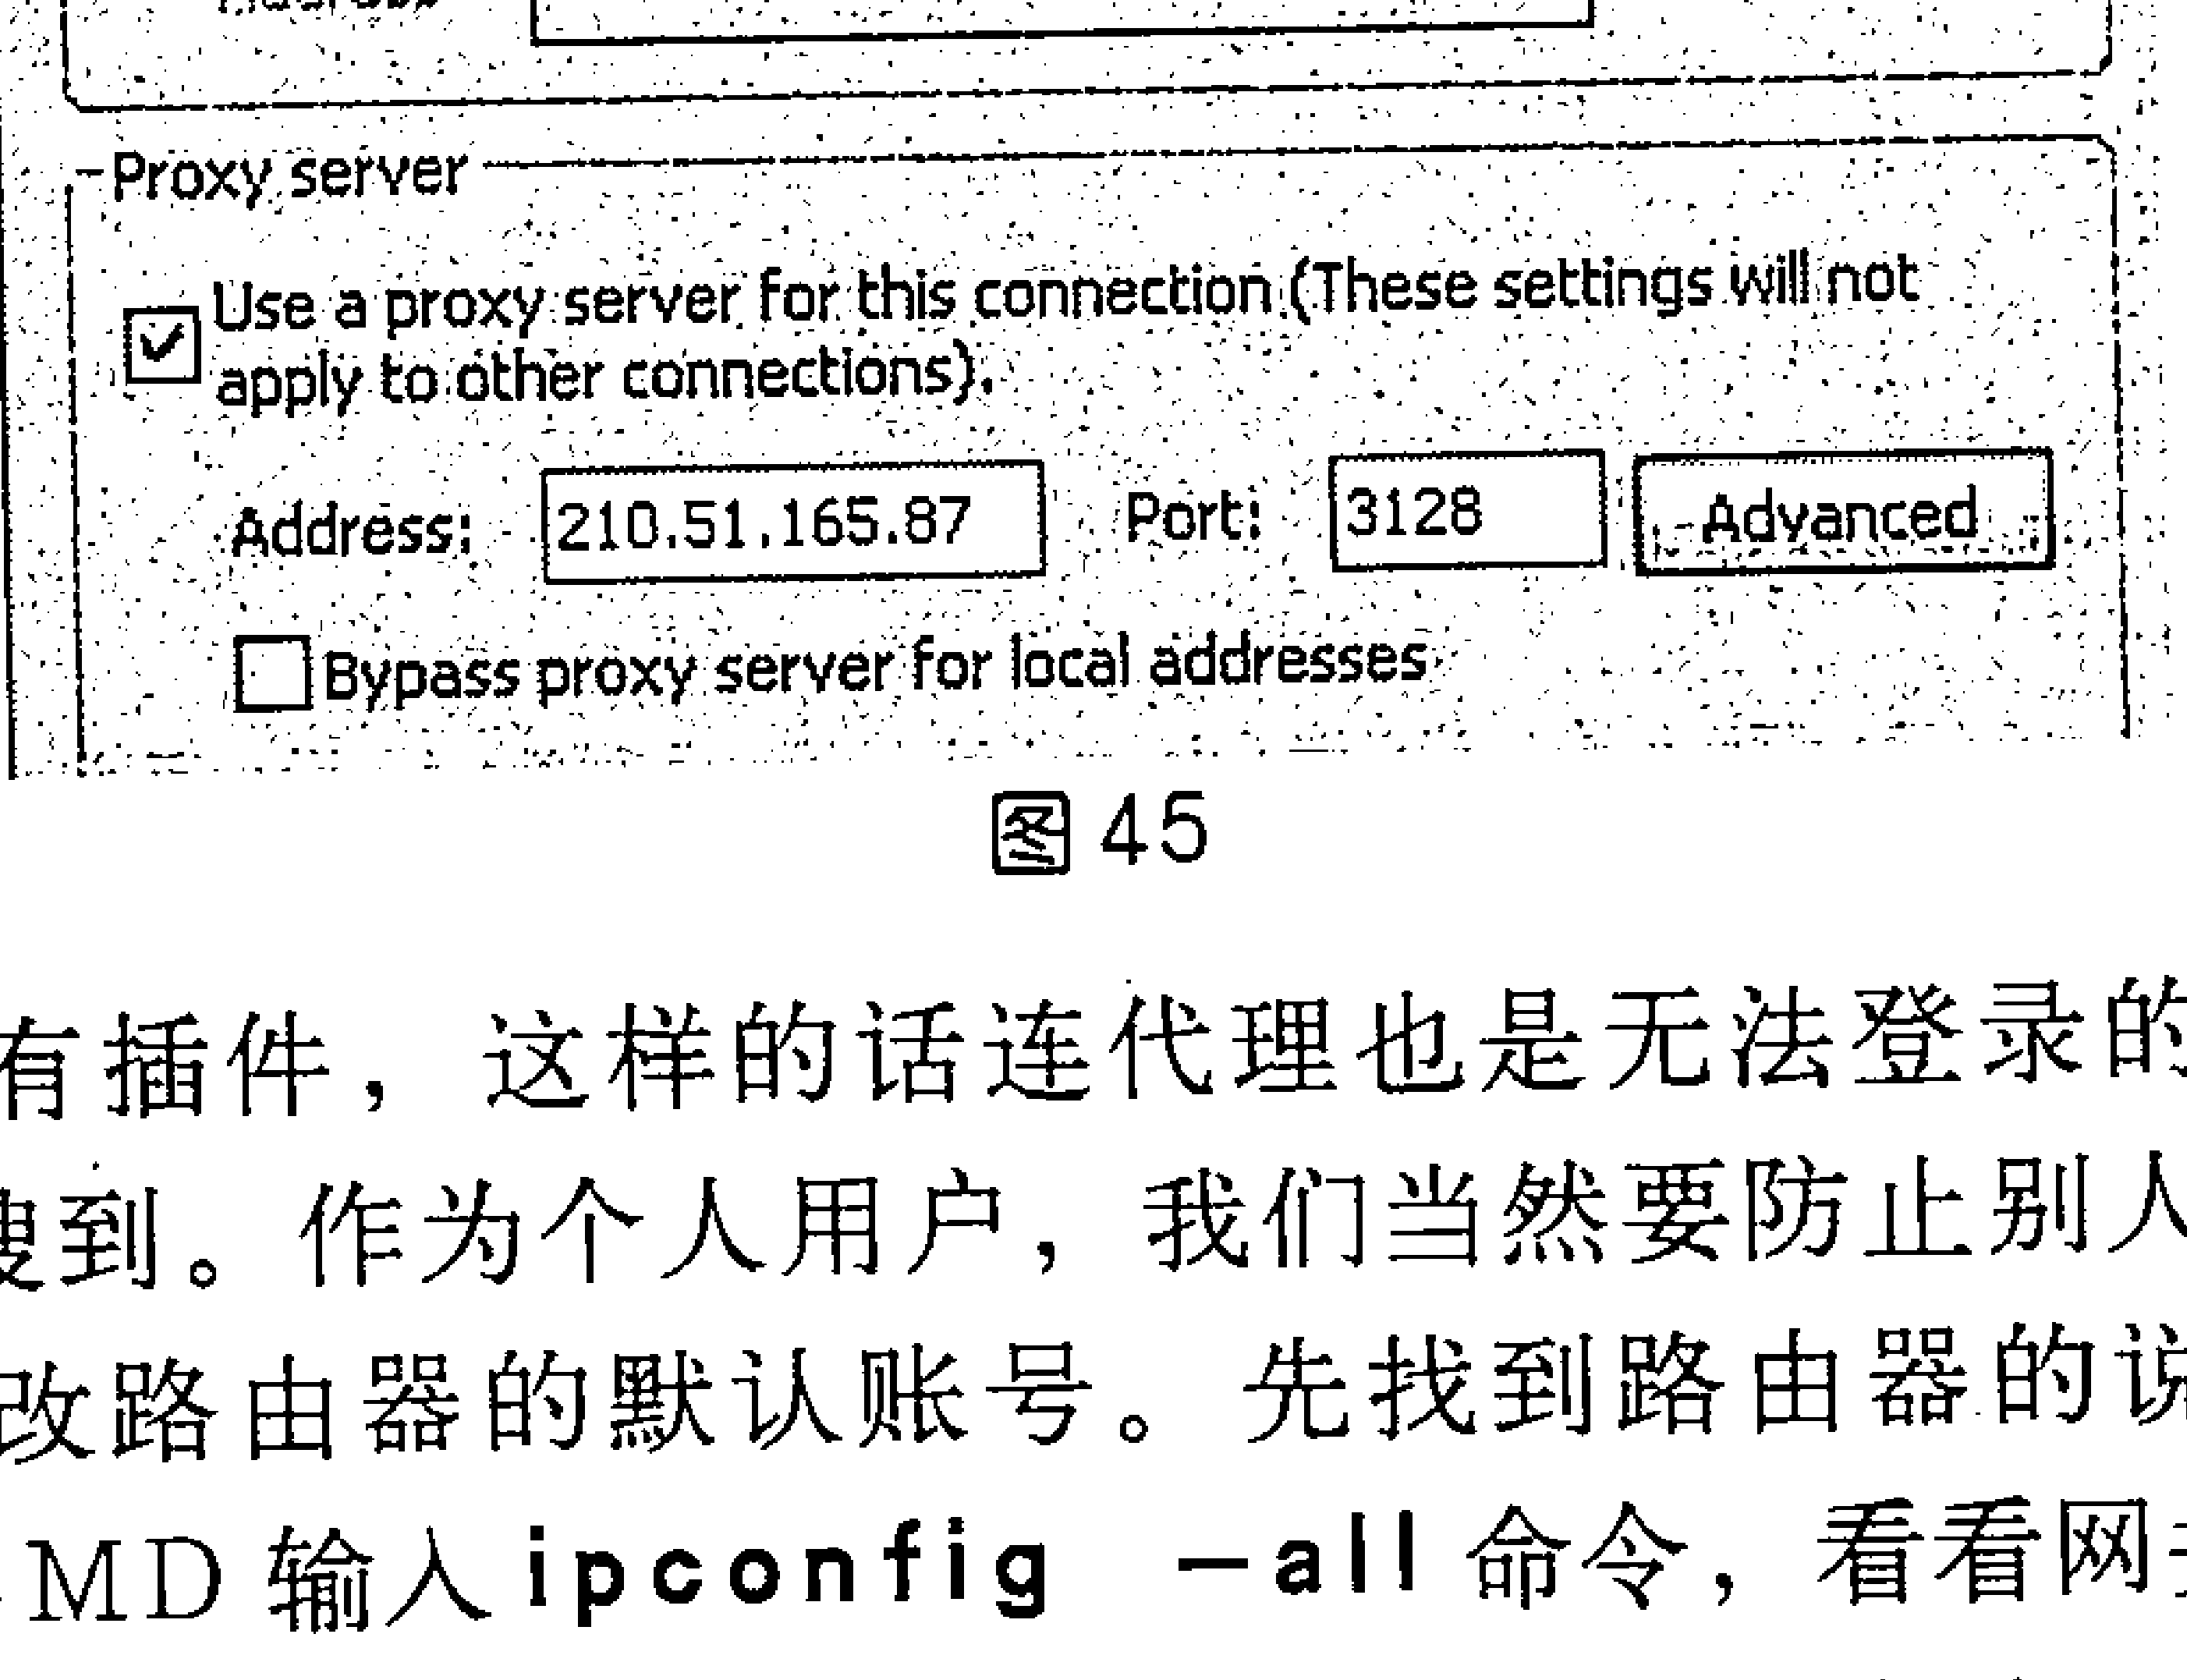 Address
Proxy server
Use a proxy server for this connection (These settings will not
apply to other connections).
Address: 210.51.165.87 Port: 3128 Advanced
Bypass proxy server for local addresses
图 45
有插件，这样的话连代理也是无法登录的
到。作为个人用户，我们当然要防止别人
改路由器的默认账号。先找到路由器的说
MD 输入 ipconfig －all 命令，看看网